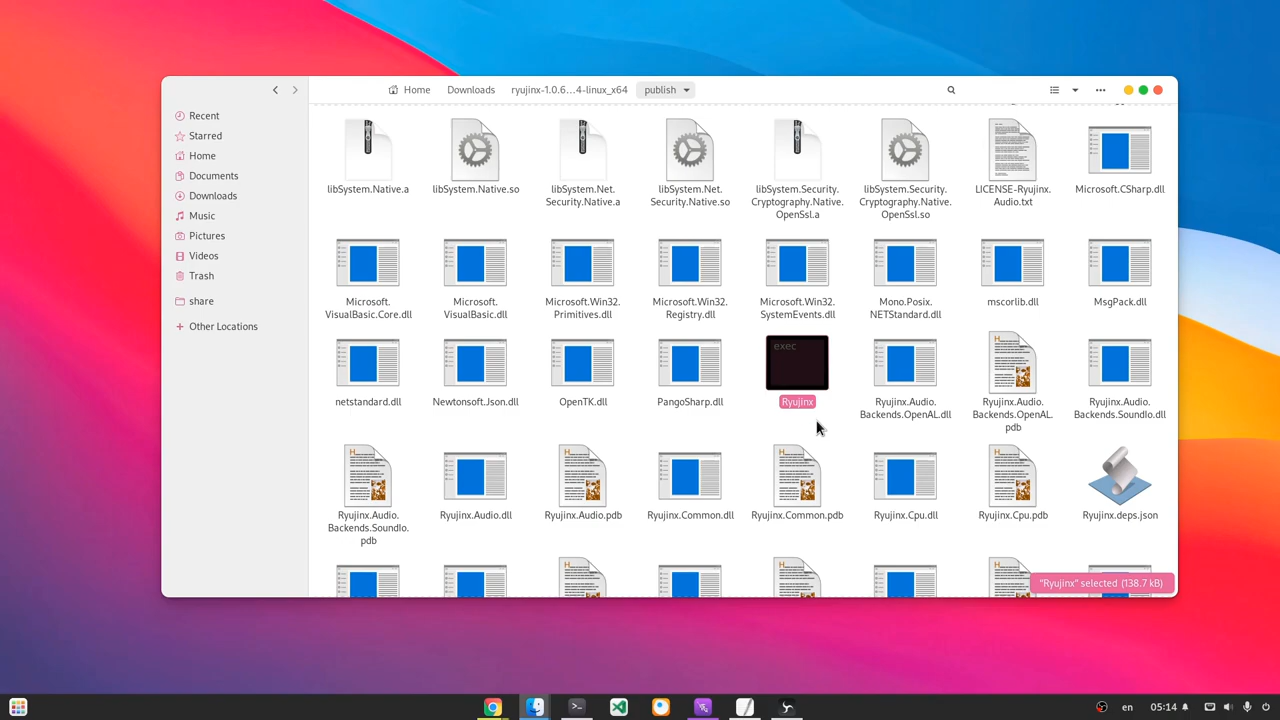 Home
Downloads
ryujinx-1.0.6...4-linux_x64
publish
Recent
Starred
Home
Documents
Downloads
Music
Pictures
Videos
Trash
share
Other Locations
libSystem.Native.a
libSystem.Native.so
libSystem.Net.
Security.Native.a
libSystem.Net.
Security.Native.so
libSystem.Security.
Cryptography.Native.
OpenSsl.a
libSystem.Security.
Cryptography.Native.
OpenSsl.so
LICENSE-Ryujinx.
Audio.txt
Microsoft.CSharp.dll
Microsoft.
VisualBasic.Core.dll
Microsoft.
VisualBasic.dll
Microsoft.Win32.
Primitives.dll
Microsoft.Win32.
Registry.dll
Microsoft.Win32.
SystemEvents.dll
Mono.Posix.
NETStandard.dll
mscorlib.dll
MsgPack.dll
netstandard.dll
Newtonsoft.Json.dll
OpenTK.dll
PangoSharp.dll
exec
Ryujinx
Ryujinx.Audio.
Backends.OpenAL.dll
Ryujinx.Audio.
Backends.OpenAL.
pdb
Ryujinx.Audio.
Backends.SoundIo.dll
Ryujinx.Audio.
Backends.SoundIo.
pdb
Ryujinx.Audio.dll
Ryujinx.Audio.pdb
Ryujinx.Common.dll
Ryujinx.Common.pdb
Ryujinx.Cpu.dll
Ryujinx.Cpu.pdb
Ryujinx.deps.json
"Ryujinx" selected (138.7 kB)
en
05:14